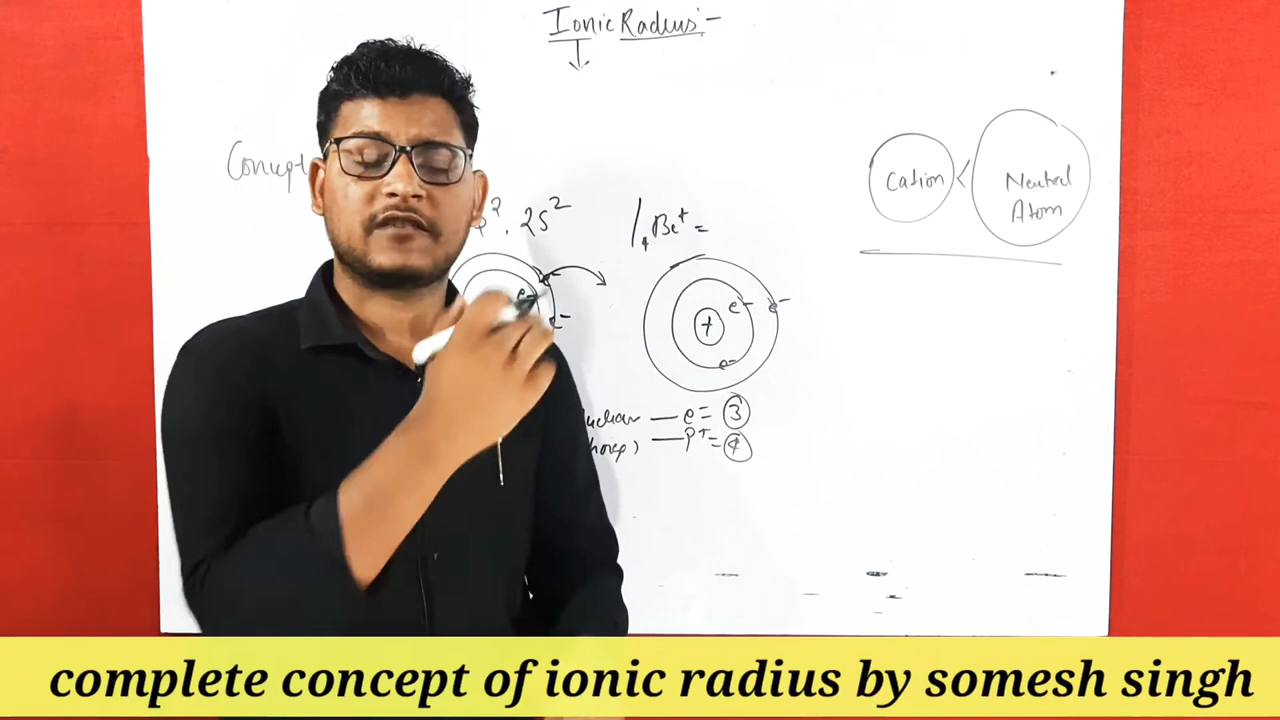 Ionic Radius:-
Concept
2s²
₄Be⁺ =
Cation < Neutral Atom
e⁻
e⁻
e⁻
+
e⁻
e⁻
e⁻
— e = 3
— p⁺ = 4
complete concept of ionic radius by somesh singh